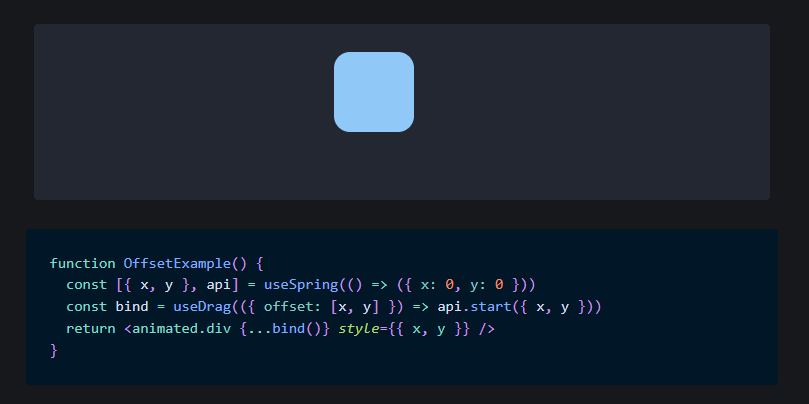 function OffsetExample() {
  const [{ x, y }, api] = useSpring(() => ({ x: 0, y: 0 }))
  const bind = useDrag(({ offset: [x, y] }) => api.start({ x, y }))
  return <animated.div {...bind()} style={{ x, y }} />
}